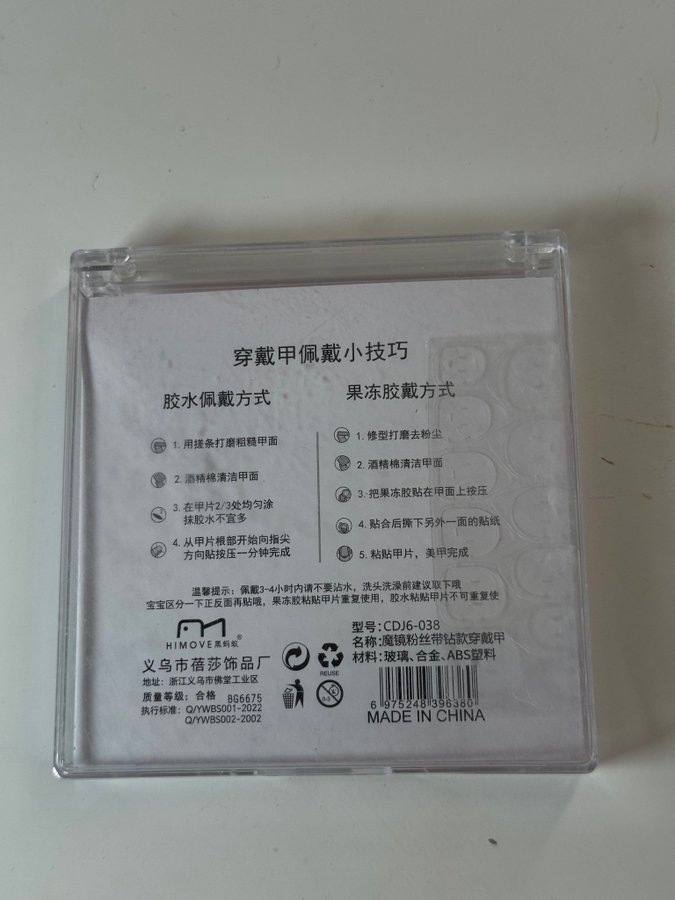 穿戴甲佩戴小技巧
胶水佩戴方式
1. 用搓条打磨粗糙甲面
2. 酒精棉清洁甲面
3. 在甲片2/3处均匀涂
抹胶水不宜多
4. 从甲片根部开始向指尖
方向贴按压一分钟完成
果冻胶戴方式
1. 修型打磨去粉尘
2. 酒精棉清洁甲面
3. 把果冻胶贴在甲面上按压
4. 贴合后撕下另外一面的贴纸
5. 粘贴甲片，美甲完成
温馨提示：佩戴3-4小时内请不要沾水，洗头洗澡前建议取下哦
宝宝区分一下正反面再贴哦，果冻胶粘贴甲片重复使用，胶水粘贴甲片不可重复使
HIMOVE黑蚂蚁®
义乌市蓓莎饰品厂
地址：浙江义乌市佛堂工业区
质量等级：合格 BG6675
执行标准：Q/YWBS001-2022
Q/YWBS002-2002
REUSE
0-3
型号：CDJ6-038
名称：魔镜粉丝带钻款穿戴甲
材料：玻璃、合金、ABS塑料
6 975248 396380
MADE IN CHINA